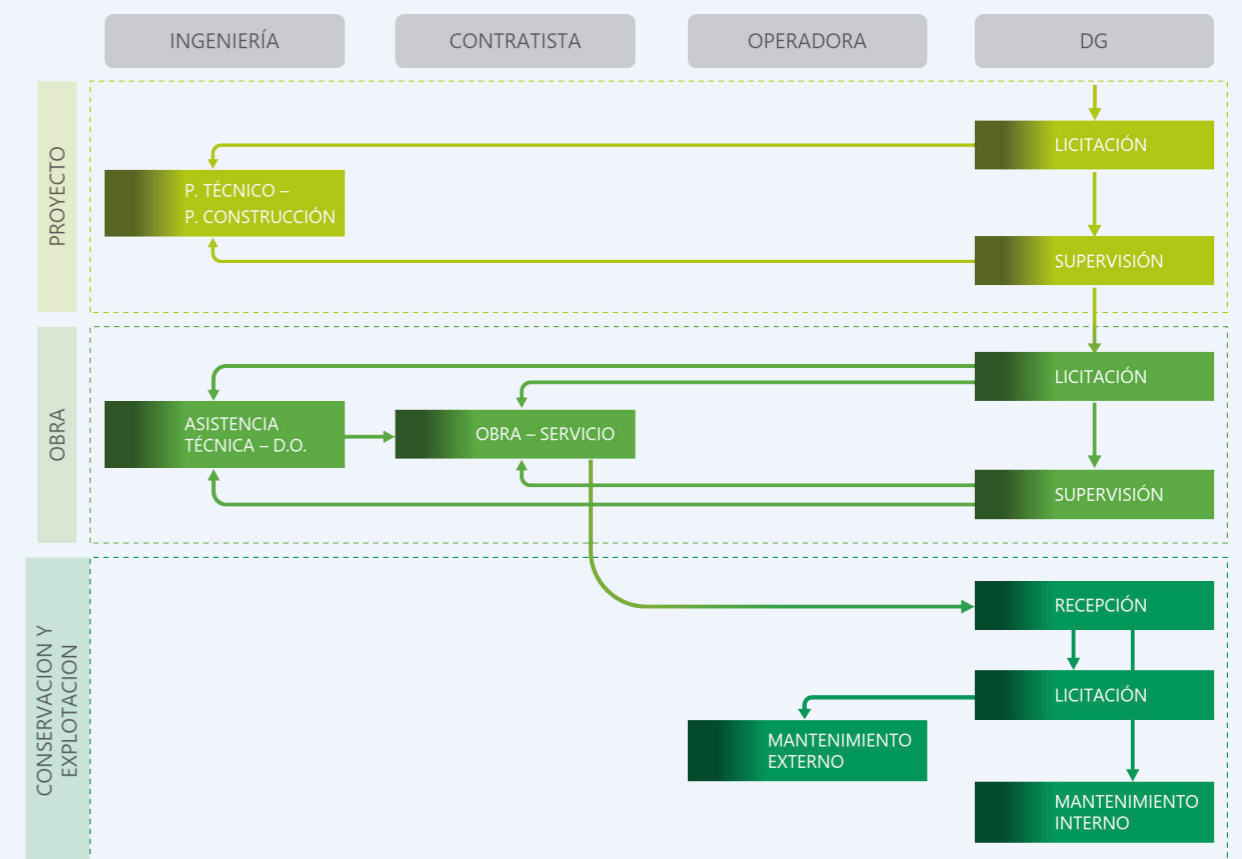 INGENIERÍA
CONTRATISTA
OPERADORA
DG
PROYECTO
LICITACIÓN
P. TÉCNICO –
P. CONSTRUCCIÓN
SUPERVISIÓN
OBRA
LICITACIÓN
ASISTENCIA
TÉCNICA – D.O.
OBRA – SERVICIO
SUPERVISIÓN
CONSERVACION Y
EXPLOTACION
RECEPCIÓN
LICITACIÓN
MANTENIMIENTO
EXTERNO
MANTENIMIENTO
INTERNO